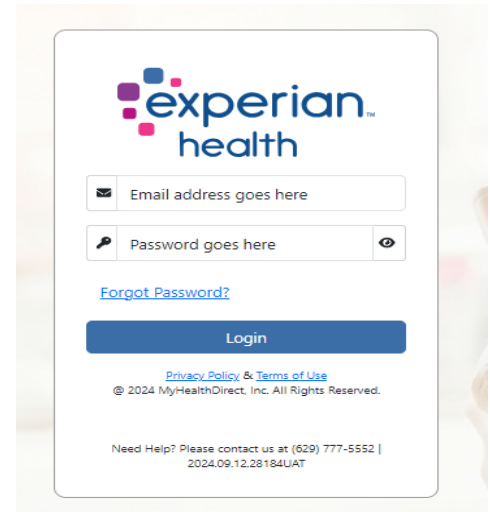 experian™
health
Email address goes here
Password goes here
Forgot Password?
Login
Privacy Policy & Terms of Use
@ 2024 MyHealthDirect, Inc. All Rights Reserved.
Need Help? Please contact us at (629) 777-5552 |
2024.09.12.28184UAT